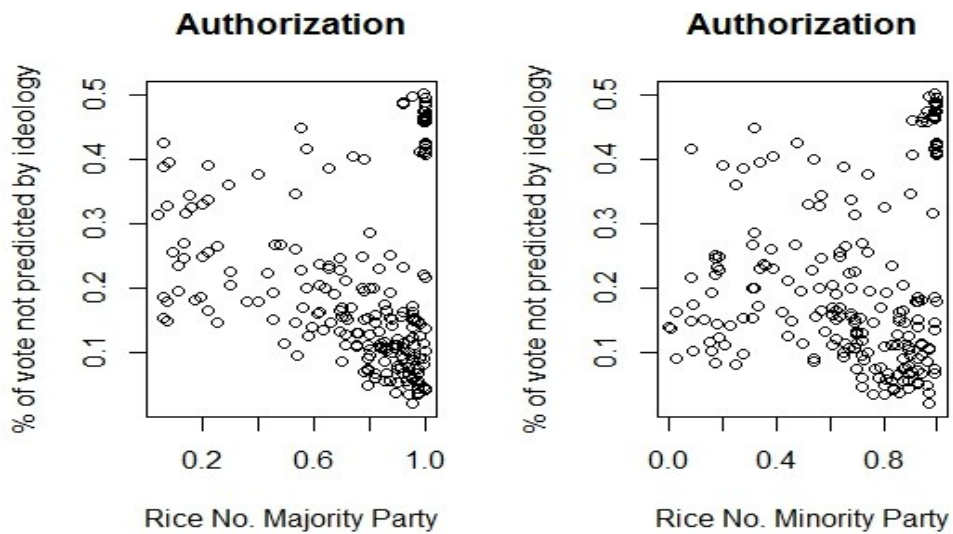 Authorization
% of vote not predicted by ideology
0.5
0.4
0.3
0.2
0.1
0.2 0.6 1.0
Rice No. Majority Party
Authorization
% of vote not predicted by ideology
0.5
0.4
0.3
0.2
0.1
0.0 0.4 0.8
Rice No. Minority Party